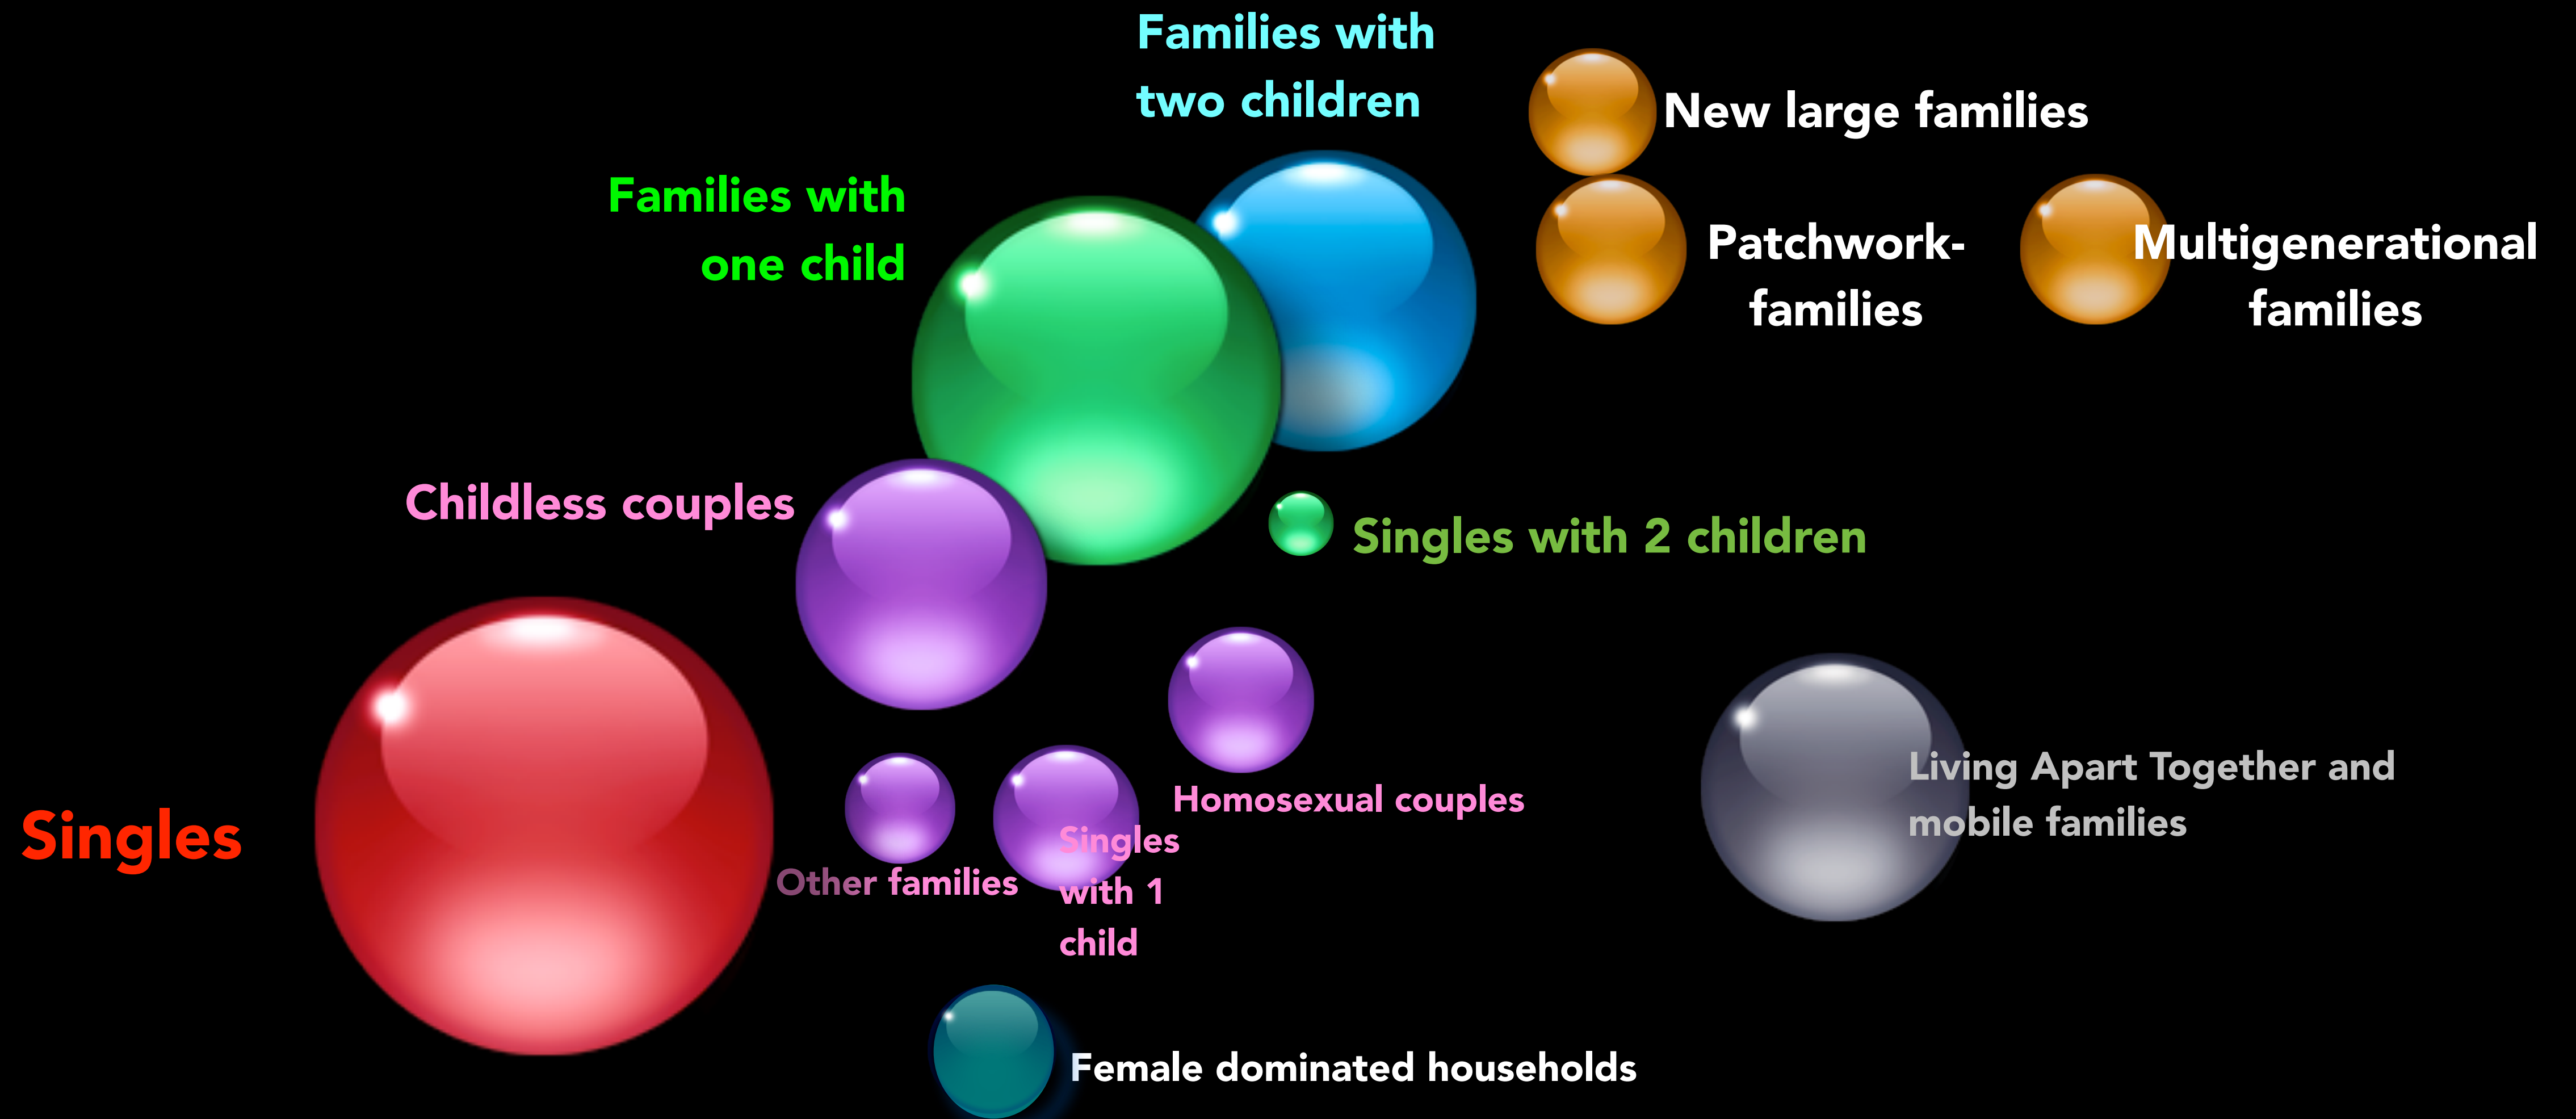 Families with
two children
New large families
Families with
one child
Patchwork-
families
Multigenerational
families
Childless couples
Singles with 2 children
Singles
Other families
Singles
with 1
child
Homosexual couples
Living Apart Together and
mobile families
Female dominated households